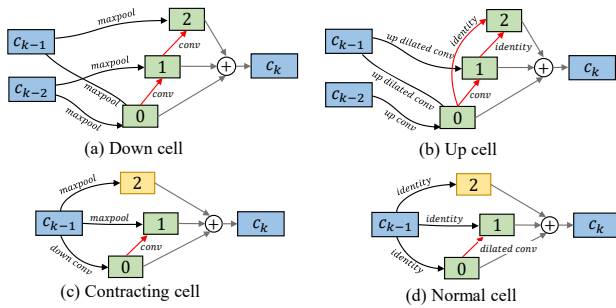 maxpool
2
c_{k-1}
conv
maxpool
1
+
c_k
c_{k-2}
maxpool
conv
maxpool
0
(a) Down cell
identity
2
c_{k-1}
up dilated conv
identity
1
+
c_k
up dilated conv
c_{k-2}
conv
up conv
0
(b) Up cell
maxpool
2
c_{k-1}
maxpool
1
+
c_k
down conv
conv
0
(c) Contracting cell
identity
2
c_{k-1}
identity
1
+
c_k
identity
dilated conv
0
(d) Normal cell